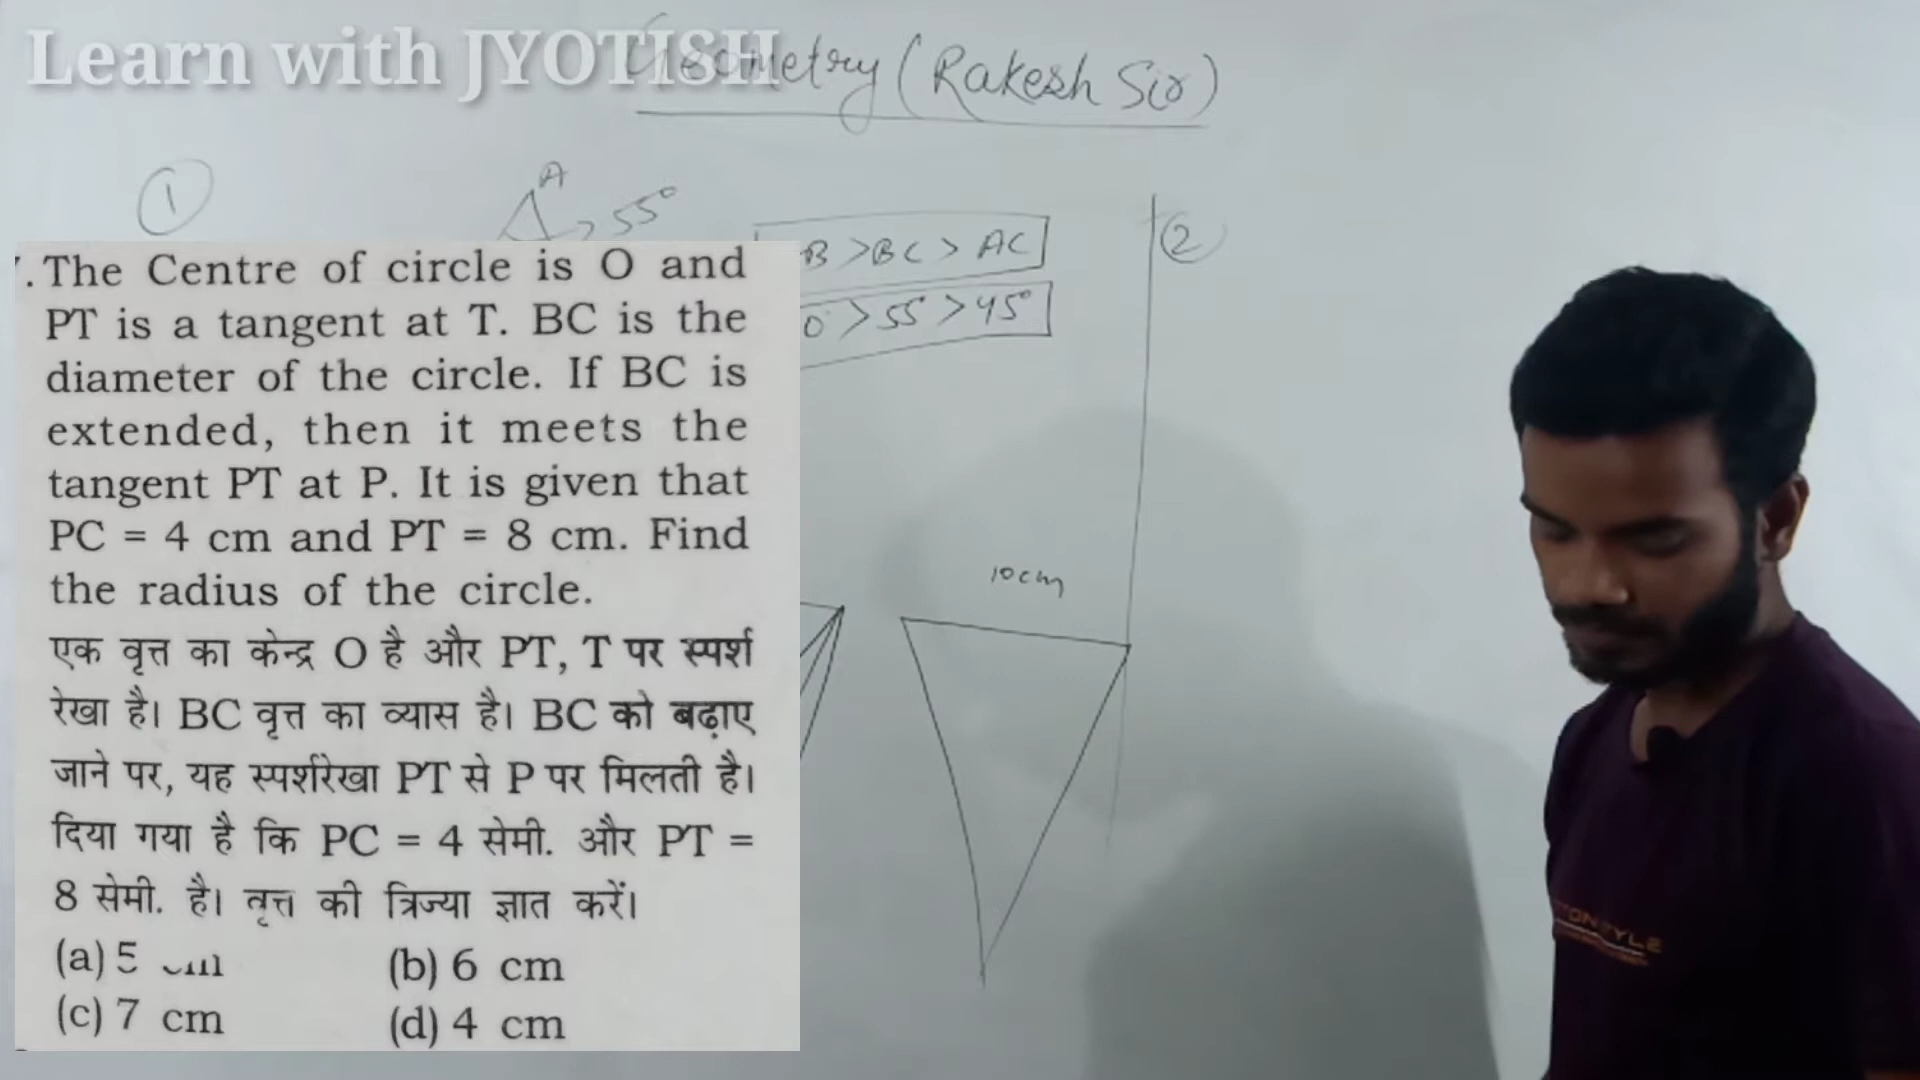 Learn with JYOTISH
Geometry (Rakesh Sir)
①
A
55°
B > BC > AC
②
0° > 55° > 45°
10cm
. The Centre of circle is O and
PT is a tangent at T. BC is the
diameter of the circle. If BC is
extended, then it meets the
tangent PT at P. It is given that
PC = 4 cm and PT = 8 cm. Find
the radius of the circle.
एक वृत्त का केन्द्र O है और PT, T पर स्पर्श
रेखा है। BC वृत्त का व्यास है। BC को बढ़ाए
जाने पर, यह स्पर्शरेखा PT से P पर मिलती है।
दिया गया है कि PC = 4 सेमी. और PT =
8 सेमी. है। वृत्त की त्रिज्या ज्ञात करें।
(a) 5 cm (b) 6 cm
(c) 7 cm (d) 4 cm